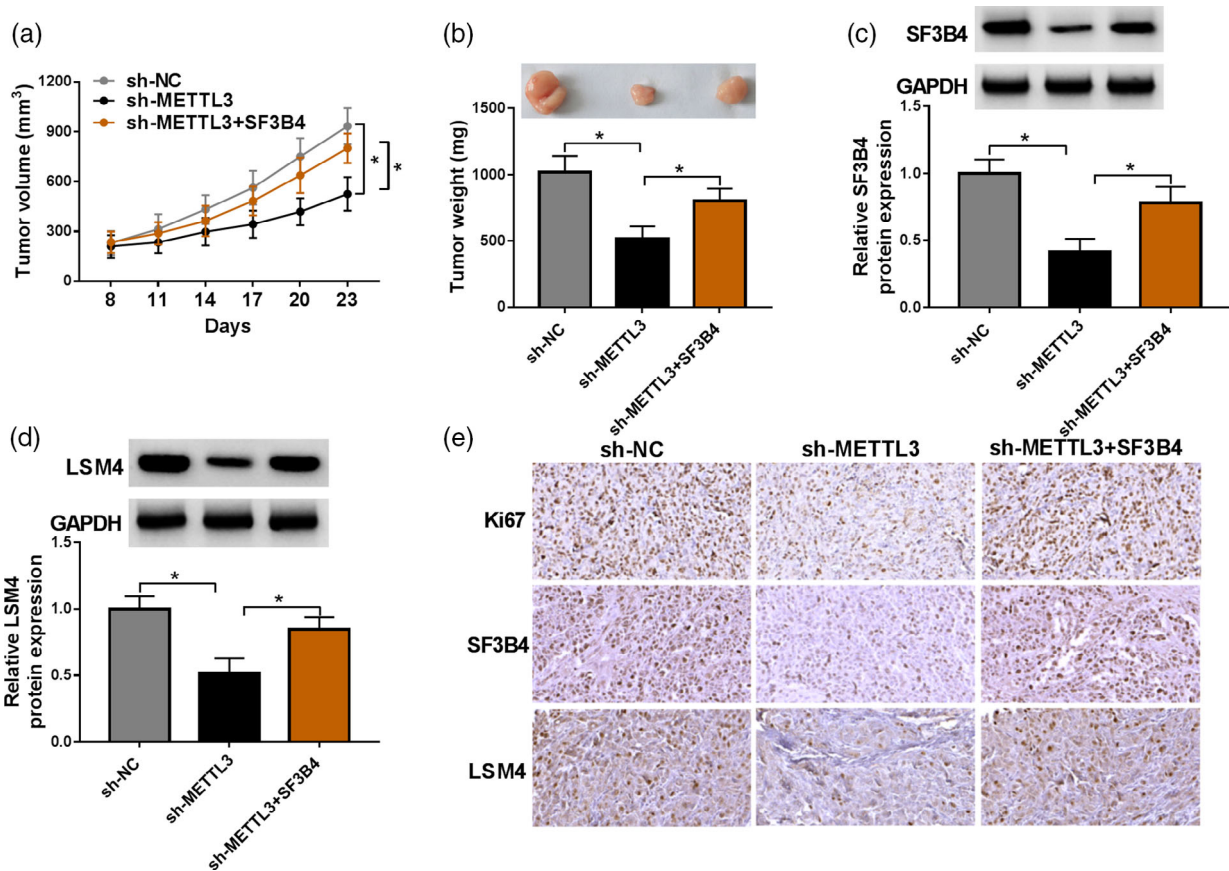 (a)
sh-NC
sh-METTL3
sh-METTL3+SF3B4
Tumor volume (mm³)
1200
900
600
300
0
8 11 14 17 20 23
Days
*
*
(b)
Tumor weight (mg)
1500
1000
500
0
*
*
sh-NC
sh-METTL3
sh-METTL3+SF3B4
(c)
SF3B4
GAPDH
Relative SF3B4
protein expression
1.5
1.0
0.5
0.0
*
*
sh-NC
sh-METTL3
sh-METTL3+SF3B4
(d)
LSM4
GAPDH
Relative LSM4
protein expression
1.5
1.0
0.5
0.0
*
*
sh-NC
sh-METTL3
sh-METTL3+SF3B4
(e)
sh-NC sh-METTL3 sh-METTL3+SF3B4
Ki67
SF3B4
LSM4